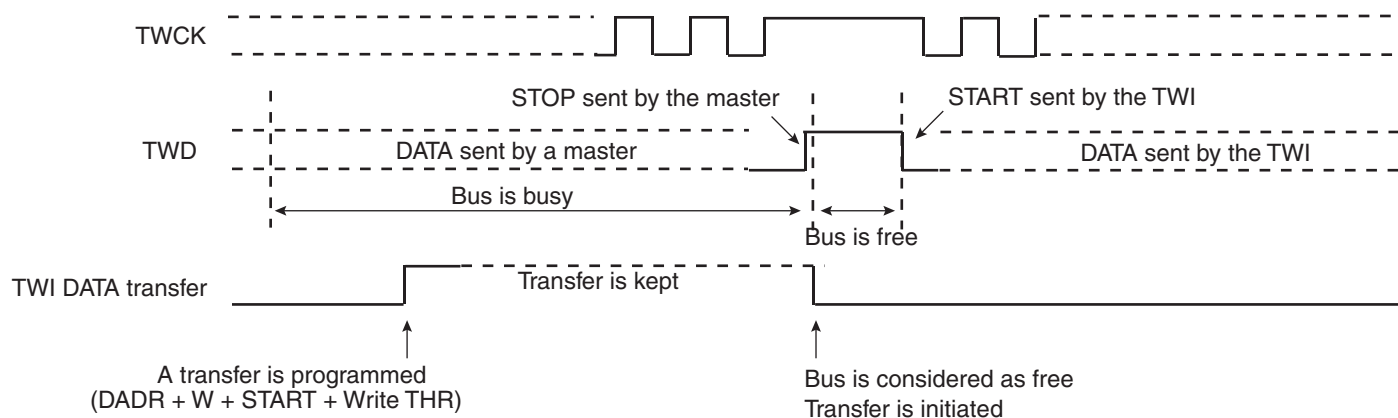 TWCK
STOP sent by the master
START sent by the TWI
TWD
DATA sent by a master
DATA sent by the TWI
Bus is busy
Bus is free
TWI DATA transfer
Transfer is kept
A transfer is programmed
(DADR + W + START + Write THR)
Bus is considered as free
Transfer is initiated